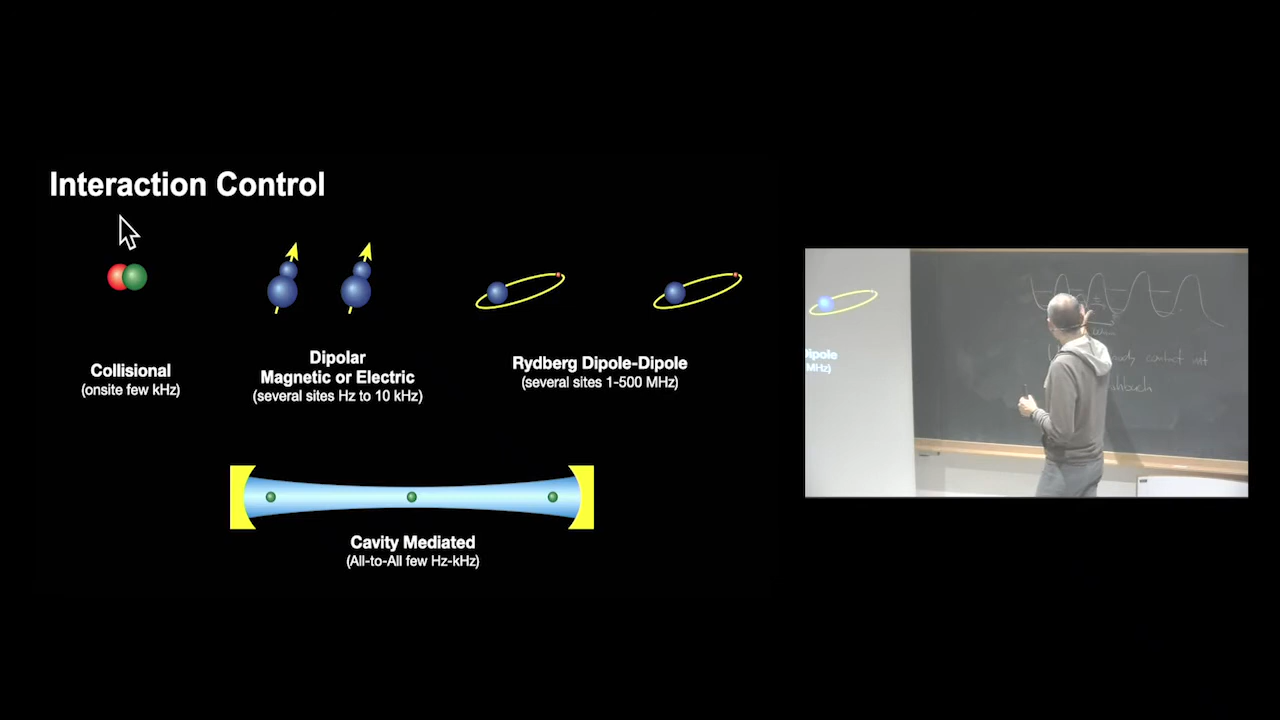 Interaction Control
Collisional
(onsite few kHz)
Dipolar
Magnetic or Electric
(several sites Hz to 10 kHz)
Rydberg Dipole-Dipole
(several sites 1-500 MHz)
Cavity Mediated
(All-to-All few Hz-kHz)
ipole
MHz)
control